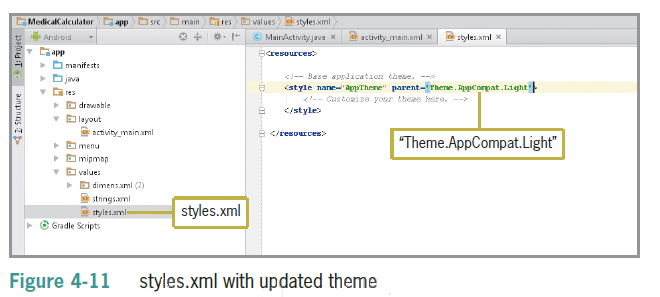 MedicalCalculator app src main res values styles.xml
Android
MainActivity.java × activity_main.xml × styles.xml ×
1: Project
2: Structure
app
manifests
java
res
drawable
layout
activity_main.xml
menu
mipmap
values
dimens.xml (2)
strings.xml
styles.xml
Gradle Scripts
<resources>
<!-- Base application theme. -->
<style name="AppTheme" parent="Theme.AppCompat.Light">
<!-- Customize your theme here. -->
</style>
</resources>
“Theme.AppCompat.Light”
styles.xml
Figure 4-11 styles.xml with updated theme